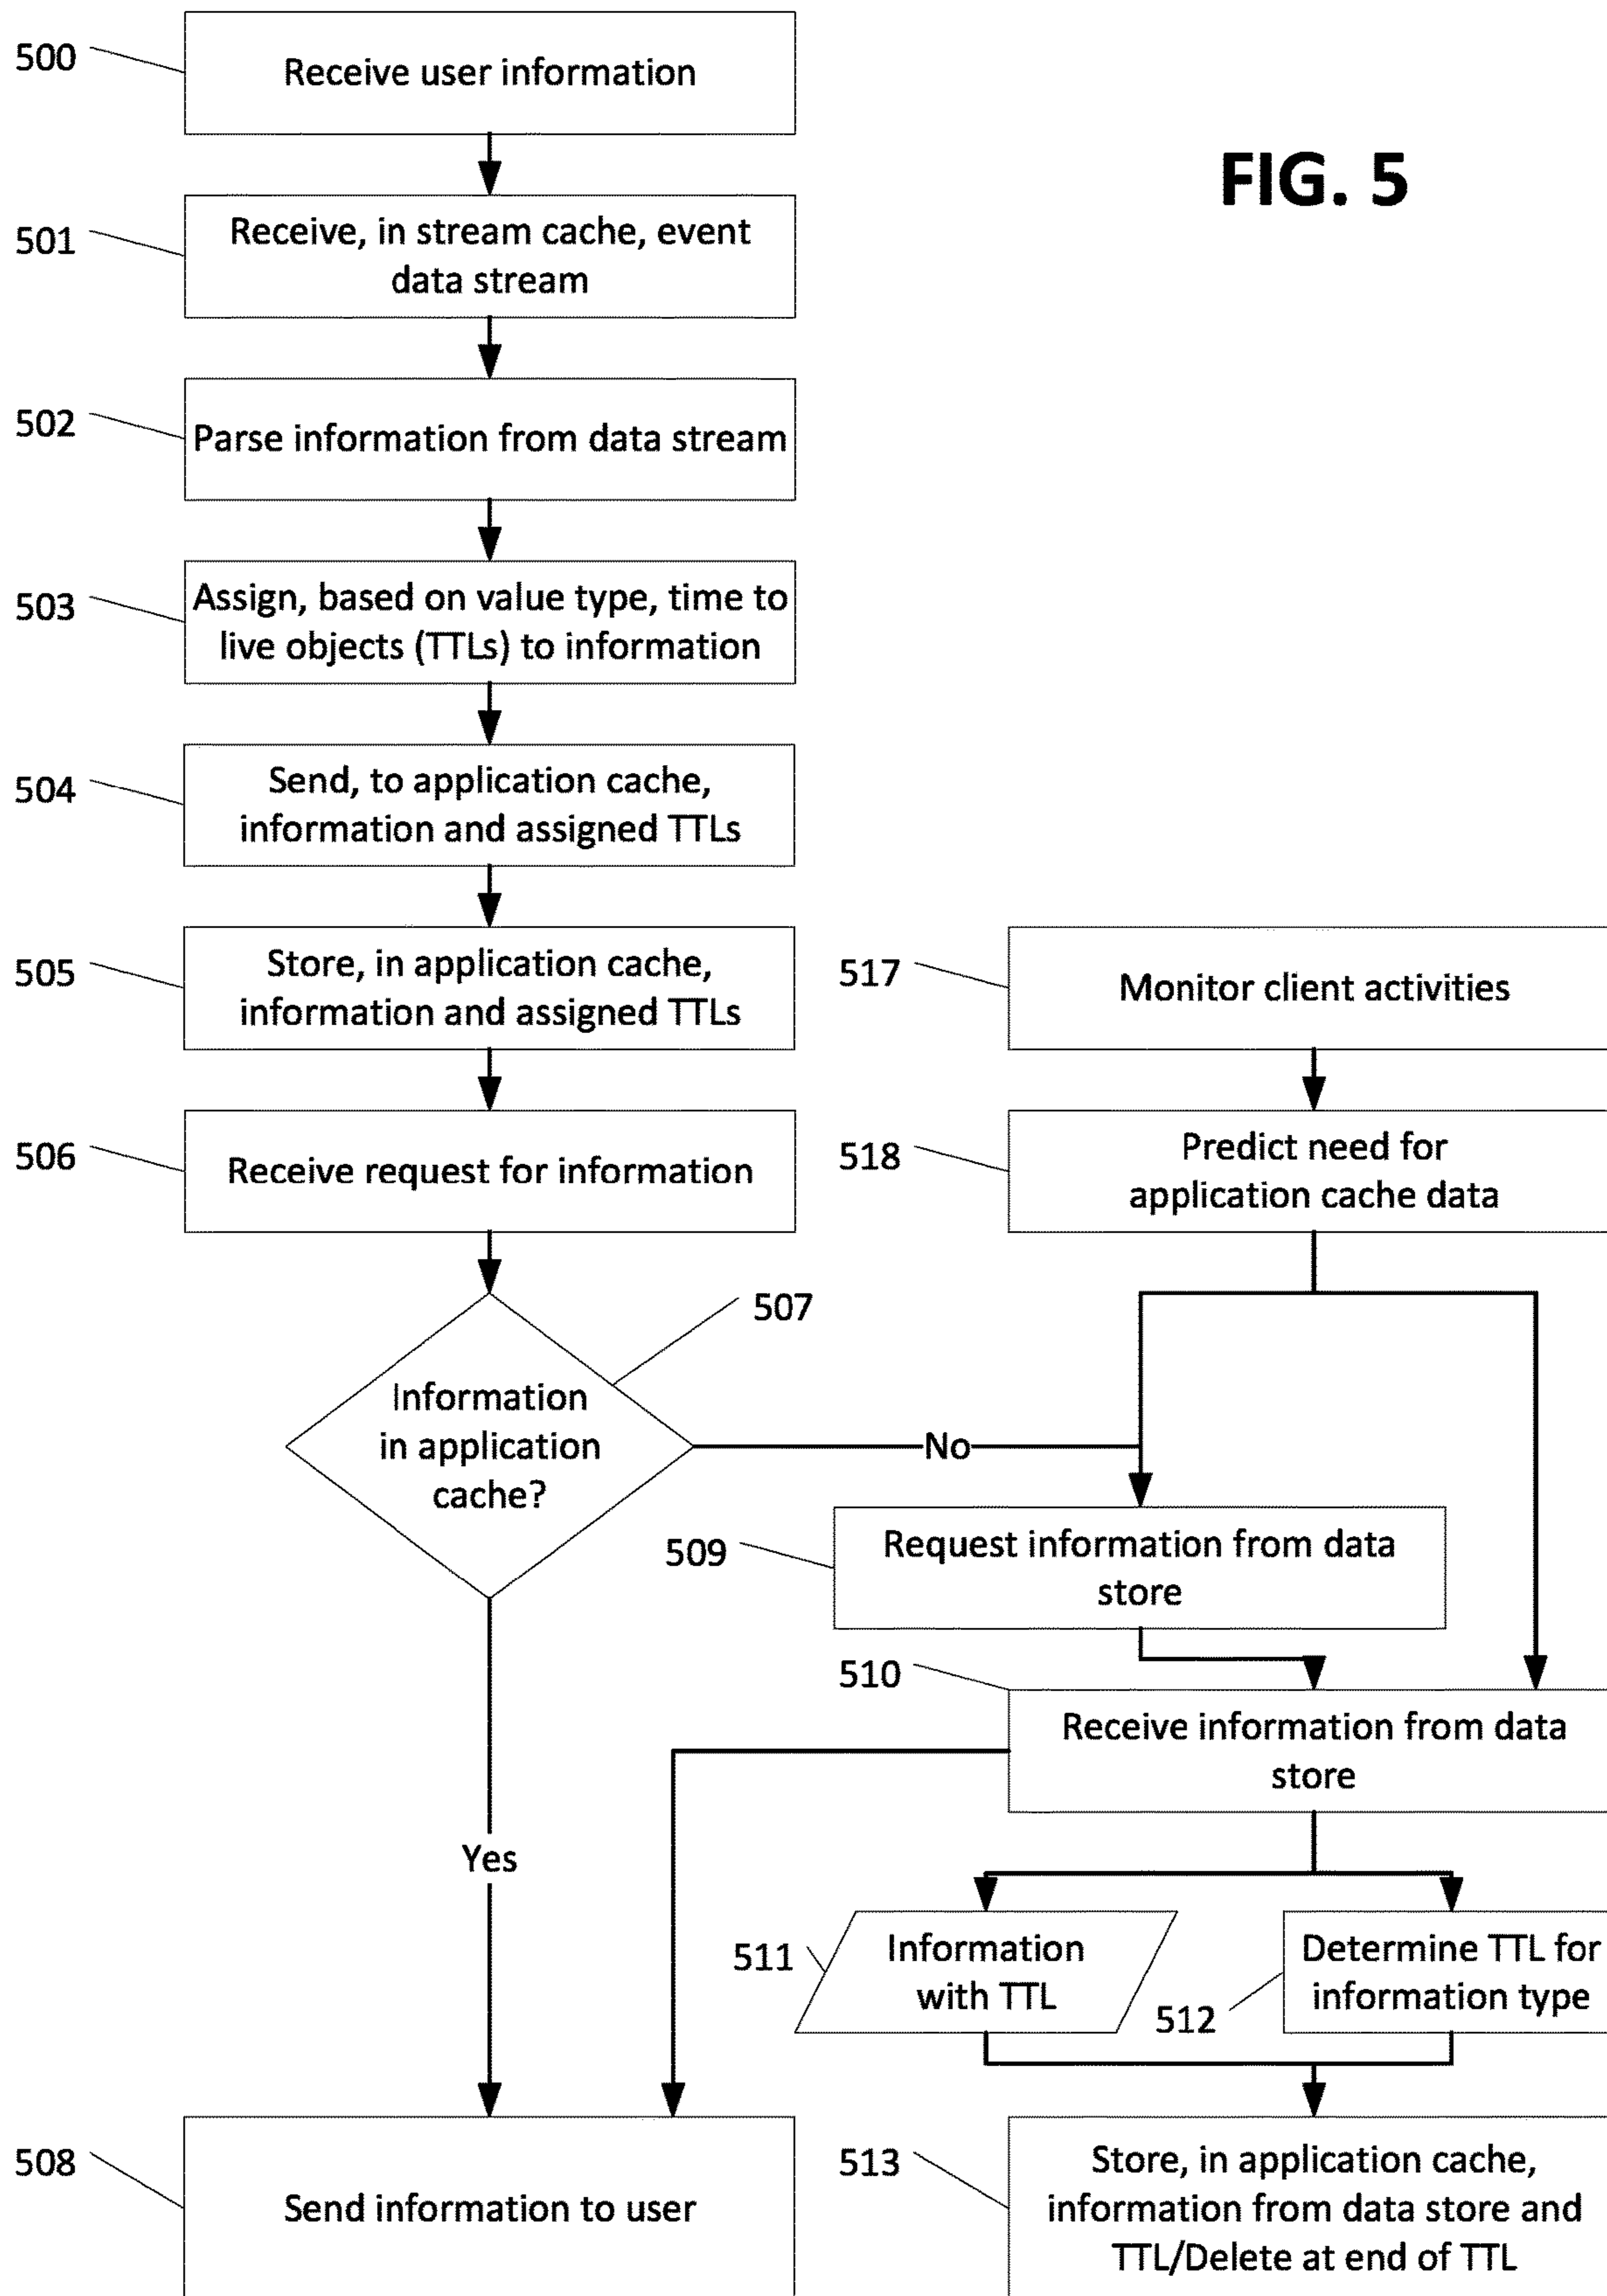 FIG. 5
500
Receive user information
501
Receive, in stream cache, event
data stream
502
Parse information from data stream
503
Assign, based on value type, time to
live objects (TTLs) to information
504
Send, to application cache,
information and assigned TTLs
505
Store, in application cache,
information and assigned TTLs
517
Monitor client activities
506
Receive request for information
518
Predict need for
application cache data
507
Information
in application
cache?
No
509
Request information from data
store
510
Receive information from data
store
Yes
511
Information
with TTL
512
Determine TTL for
information type
508
Send information to user
513
Store, in application cache,
information from data store and
TTL/Delete at end of TTL